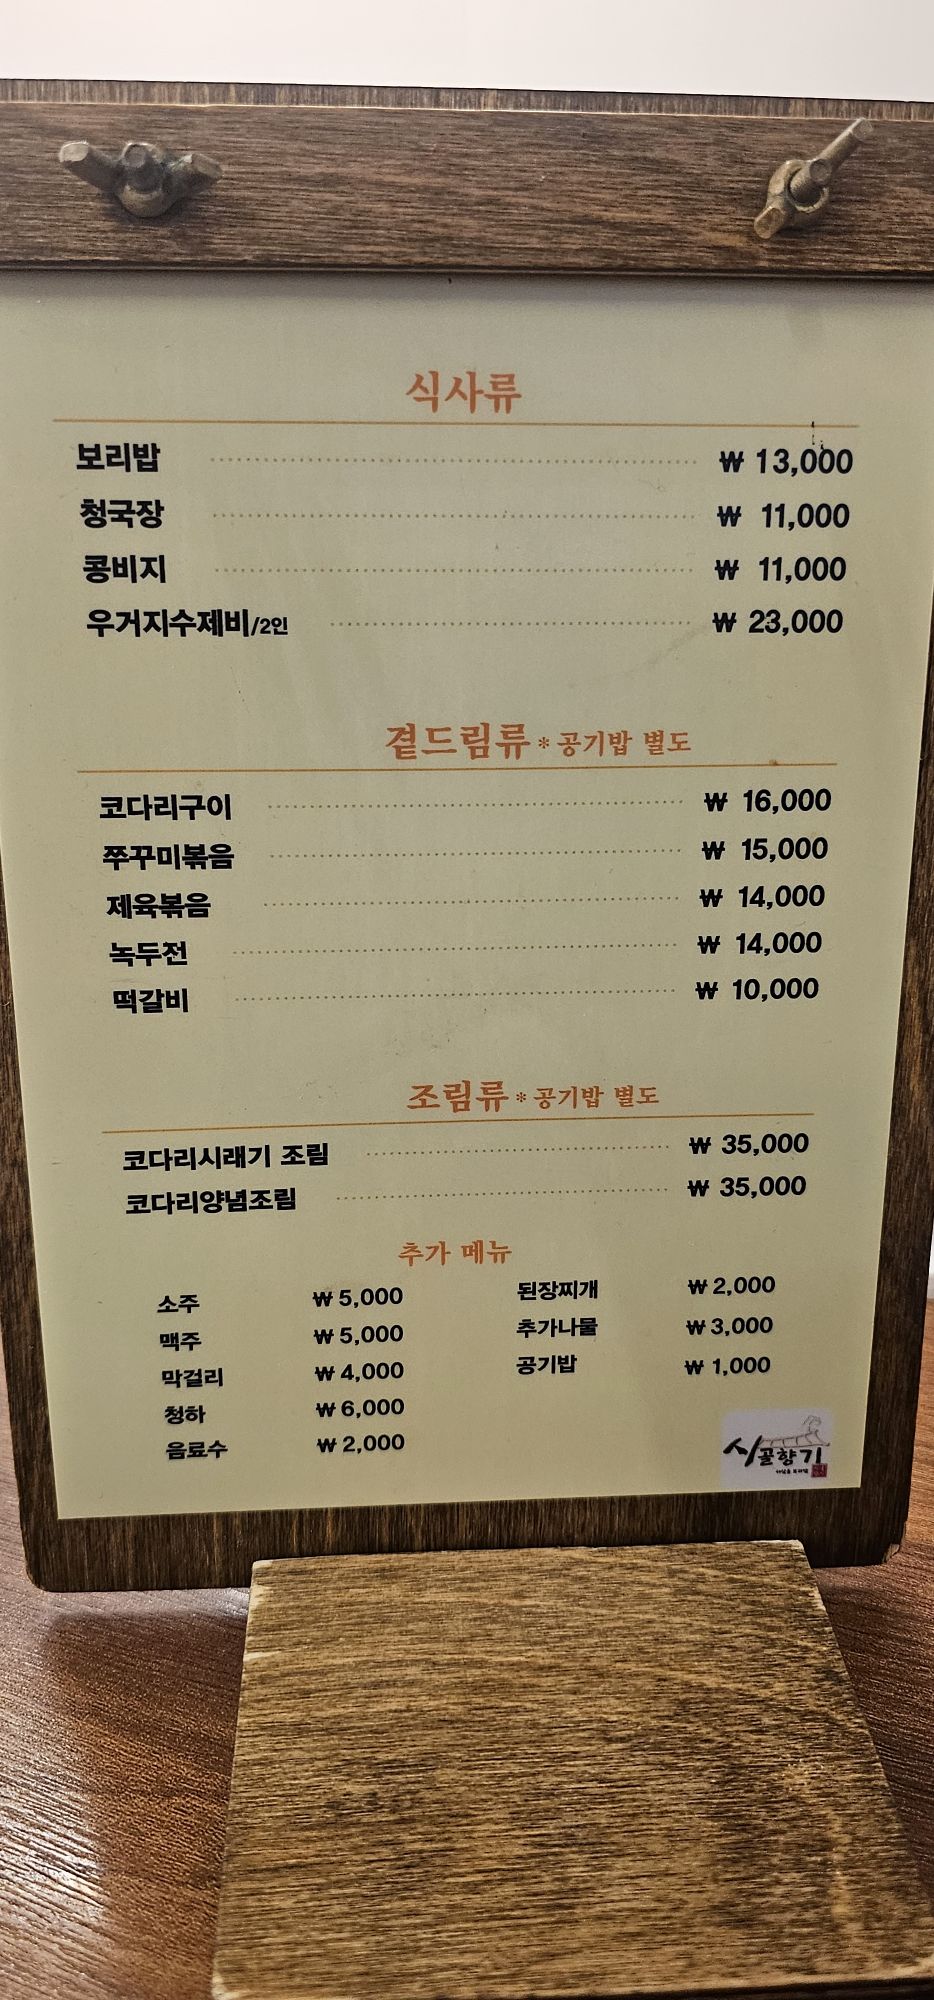 식사류
보리밥 ₩ 13,000
청국장 ₩ 11,000
콩비지 ₩ 11,000
우거지수제비/2인 ₩ 23,000
곁드림류 * 공기밥 별도
코다리구이 ₩ 16,000
쭈꾸미볶음 ₩ 15,000
제육볶음 ₩ 14,000
녹두전 ₩ 14,000
떡갈비 ₩ 10,000
조림류 * 공기밥 별도
코다리시래기 조림 ₩ 35,000
코다리양념조림 ₩ 35,000
추가 메뉴
소주 ₩ 5,000 된장찌개 ₩ 2,000
맥주 ₩ 5,000 추가나물 ₩ 3,000
막걸리 ₩ 4,000 공기밥 ₩ 1,000
청하 ₩ 6,000
음료수 ₩ 2,000
시골향기